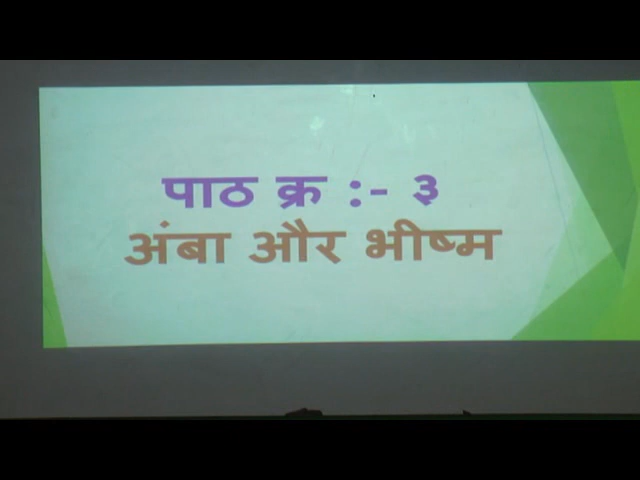 पाठ क्र :- ३
अंबा और भीष्म